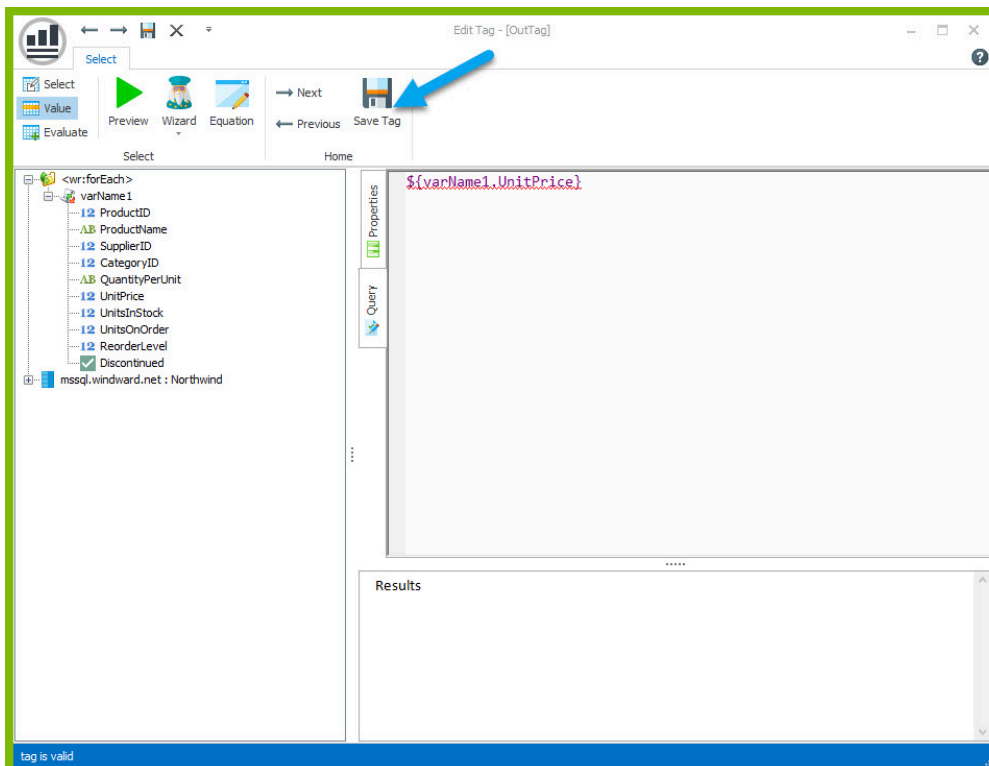 Edit Tag - [OutTag]
Select
Select
Value
Evaluate
Preview
Wizard
Equation
Next
Previous
Save Tag
Select
Home
<wr:forEach>
varName1
12 ProductID
AB ProductName
12 SupplierID
12 CategoryID
AB QuantityPerUnit
12 UnitPrice
12 UnitsInStock
12 UnitsOnOrder
12 ReorderLevel
Discontinued
mssql.windward.net : Northwind
Properties
Query
${varName1.UnitPrice}
Results
tag is valid